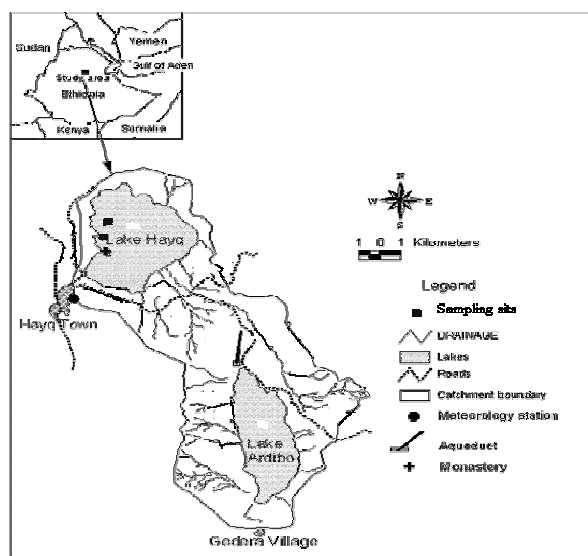 Yemen
Sudan
Gulf of Aden
Study area
Ethiopia
Kenya
Somalia
N
W E
S
1 0 1 Kilometers
Lake Hayq
Legend
Sampling site
Hayq Town
DRAINAGE
Lakes
Roads
Catchment boundary
Meteorology station
Lake
Ardibo
Aqueduct
Monastery
Gedera Village